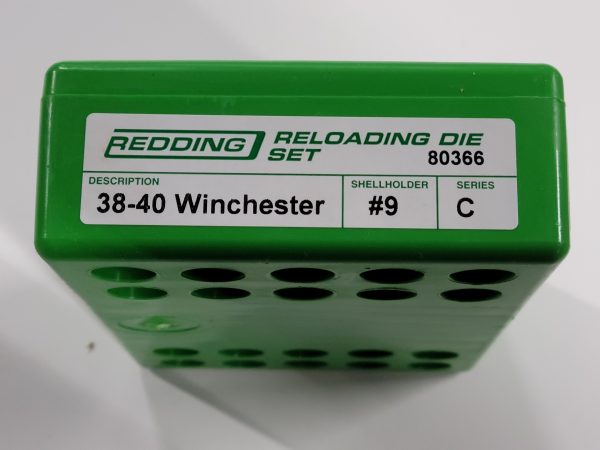 REDDING RELOADING DIE
SET 80366
DESCRIPTION SHELLHOLDER SERIES
38-40 Winchester #9 C